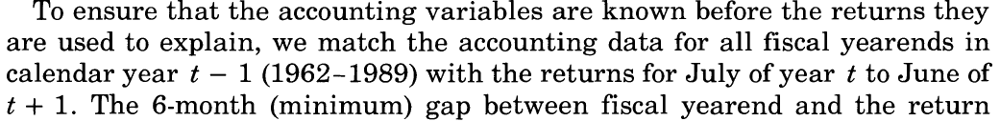 To ensure that the accounting variables are known before the returns they
are used to explain, we match the accounting data for all fiscal yearends in
calendar year t − 1 (1962–1989) with the returns for July of year t to June of
t + 1. The 6-month (minimum) gap between fiscal yearend and the return